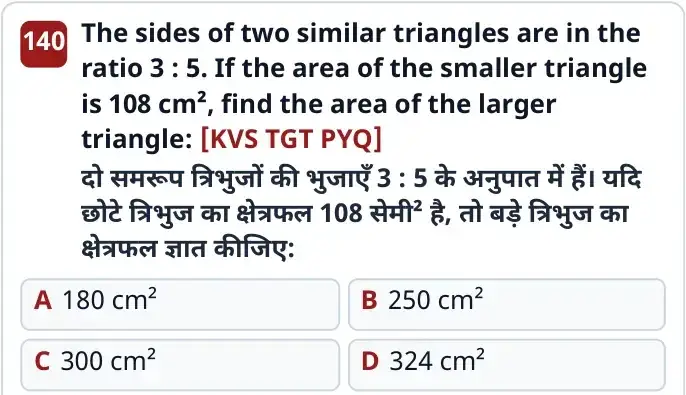 140 The sides of two similar triangles are in the
ratio 3 : 5. If the area of the smaller triangle
is 108 cm², find the area of the larger
triangle: [KVS TGT PYQ]
दो समरूप त्रिभुजों की भुजाएँ 3 : 5 के अनुपात में हैं। यदि
छोटे त्रिभुज का क्षेत्रफल 108 सेमी² है, तो बड़े त्रिभुज का
क्षेत्रफल ज्ञात कीजिए:
A 180 cm²
B 250 cm²
C 300 cm²
D 324 cm²